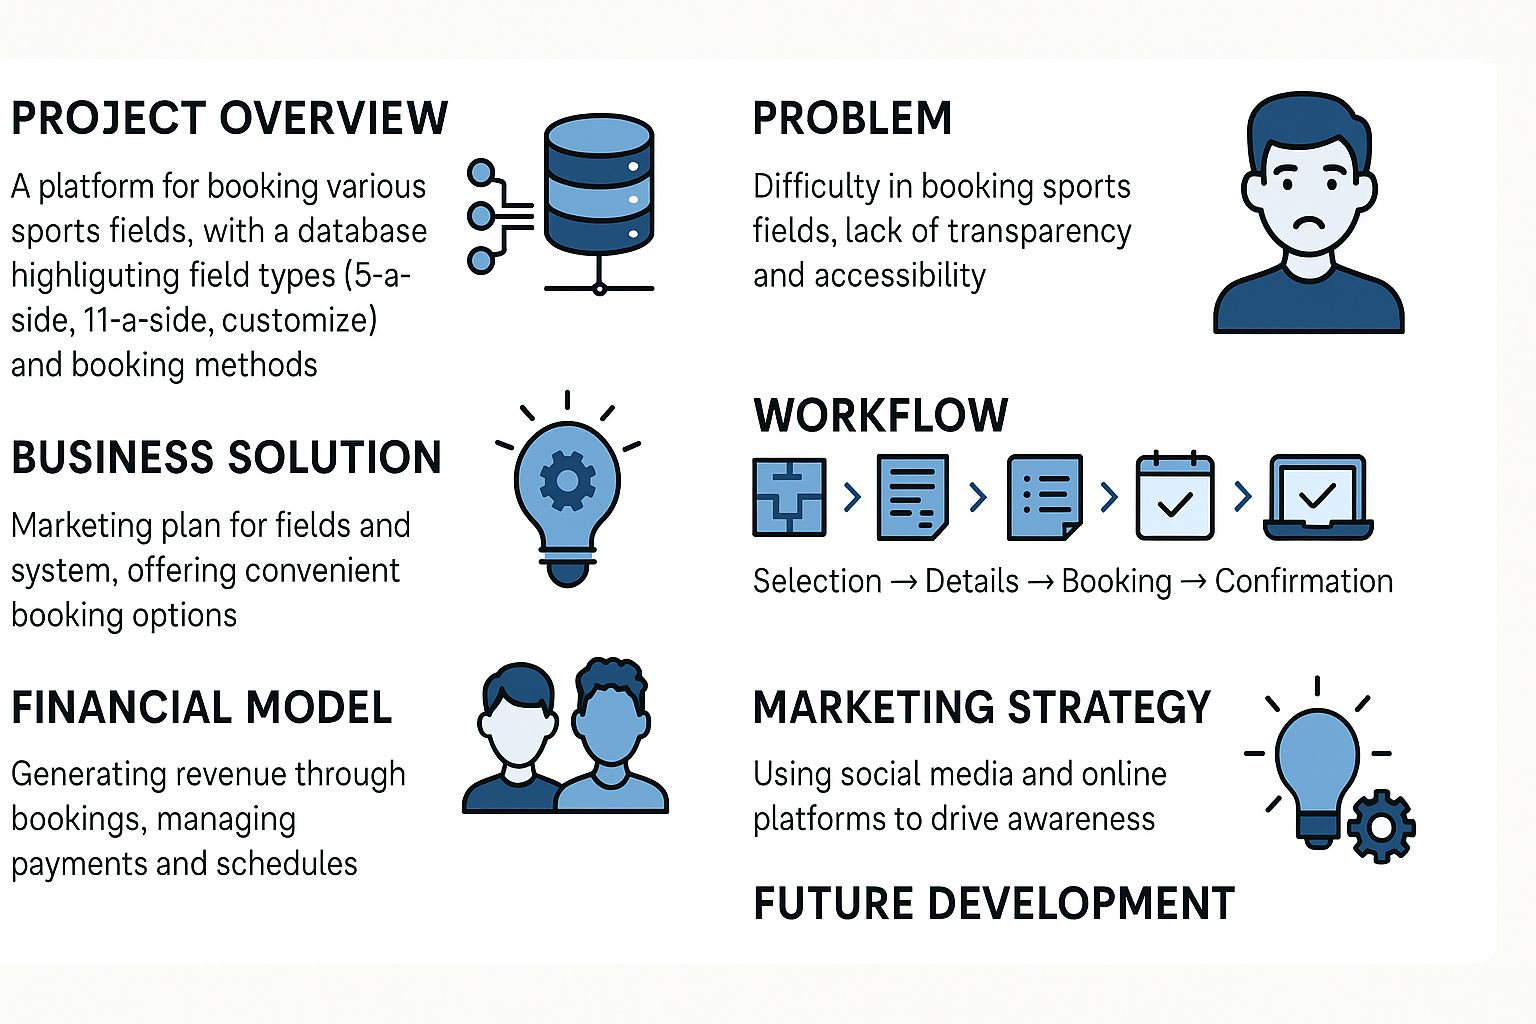 PROJECT OVERVIEW
A platform for booking various
sports fields, with a database
highliguting field types (5-a-
side, 11-a-side, customize)
and booking methods
BUSINESS SOLUTION
Marketing plan for fields and
system, offering convenient
booking options
FINANCIAL MODEL
Generating revenue through
bookings, managing
payments and schedules
PROBLEM
Difficulty in booking sports
fields, lack of transparency
and accessibility
WORKFLOW
Selection → Details → Booking → Confirmation
MARKETING STRATEGY
Using social media and online
platforms to drive awareness
FUTURE DEVELOPMENT